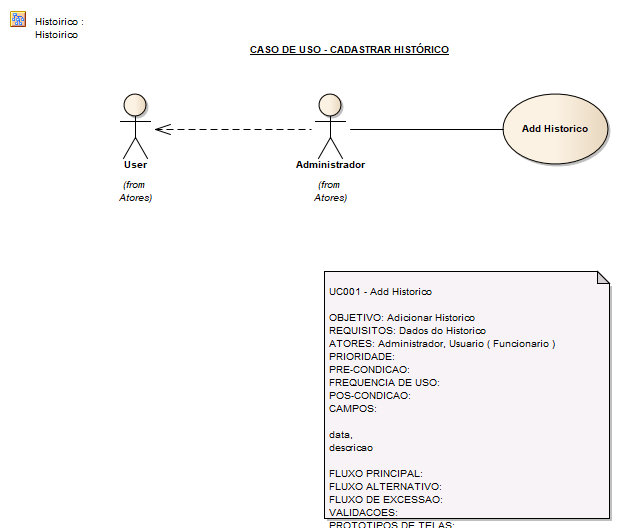 Histoirico :
Histoirico
CASO DE USO - CADASTRAR HISTÓRICO
User
(from
Atores)
Administrador
(from
Atores)
Add Historico
UC001 - Add Historico
OBJETIVO: Adicionar Historico
REQUISITOS: Dados do Historico
ATORES: Administrador, Usuario ( Funcionario )
PRIORIDADE:
PRE-CONDICAO:
FREQUENCIA DE USO:
POS-CONDICAO:
CAMPOS:
data,
descricao
FLUXO PRINCIPAL:
FLUXO ALTERNATIVO:
FLUXO DE EXCESSAO:
VALIDACOES:
PROTOTIPOS DE TELAS: